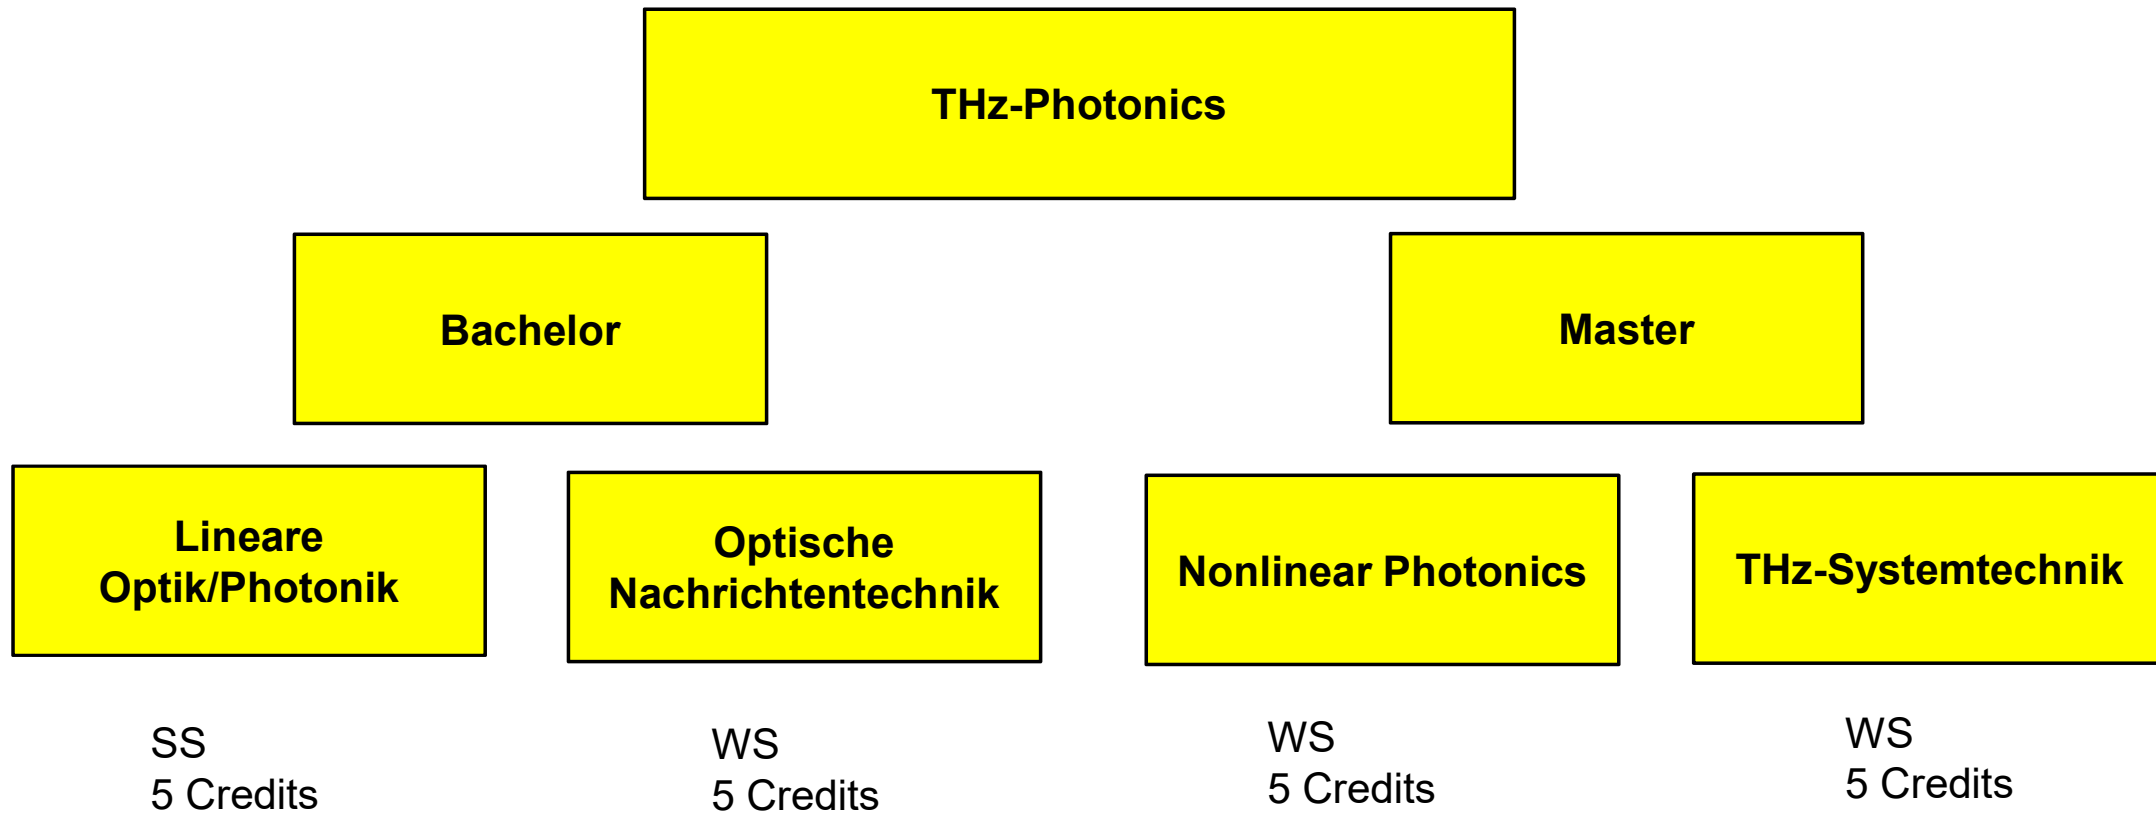 THz-Photonics
Bachelor
Master
Lineare
Optik/Photonik
Optische
Nachrichtentechnik
Nonlinear Photonics
THz-Systemtechnik
SS
5 Credits
WS
5 Credits
WS
5 Credits
WS
5 Credits